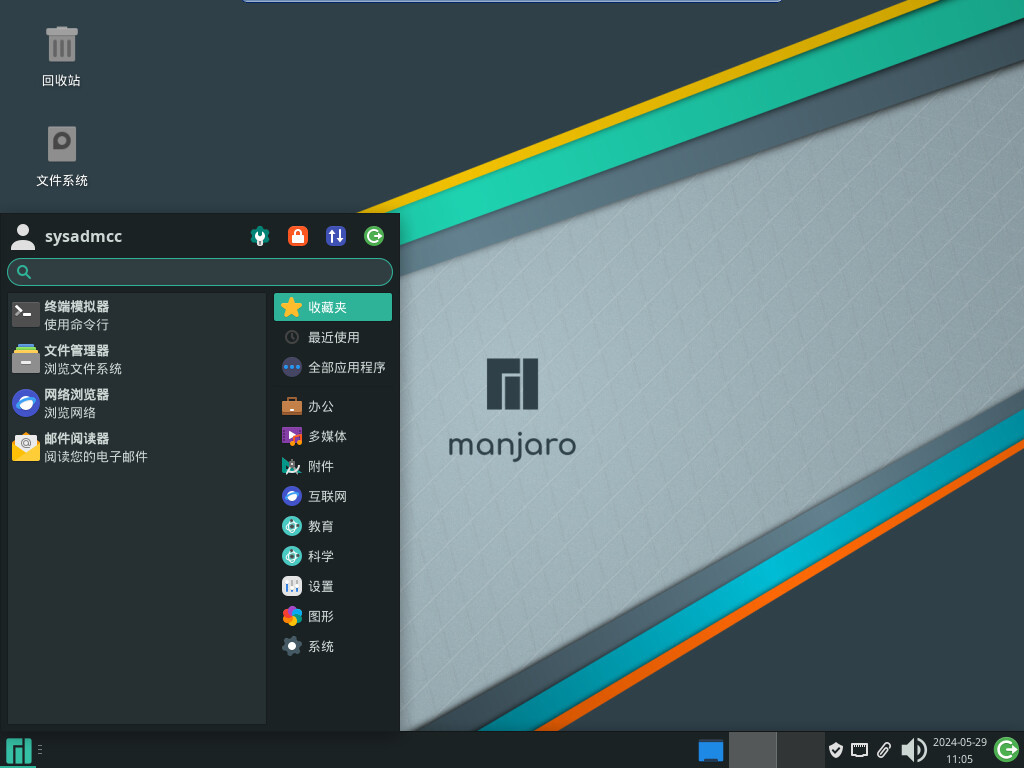 回收站
文件系统
sysadmcc
终端模拟器
使用命令行
文件管理器
浏览文件系统
网络浏览器
浏览网络
邮件阅读器
阅读您的电子邮件
收藏夹
最近使用
全部应用程序
办公
多媒体
附件
互联网
教育
科学
设置
图形
系统
manjaro
2024-05-29
11:05